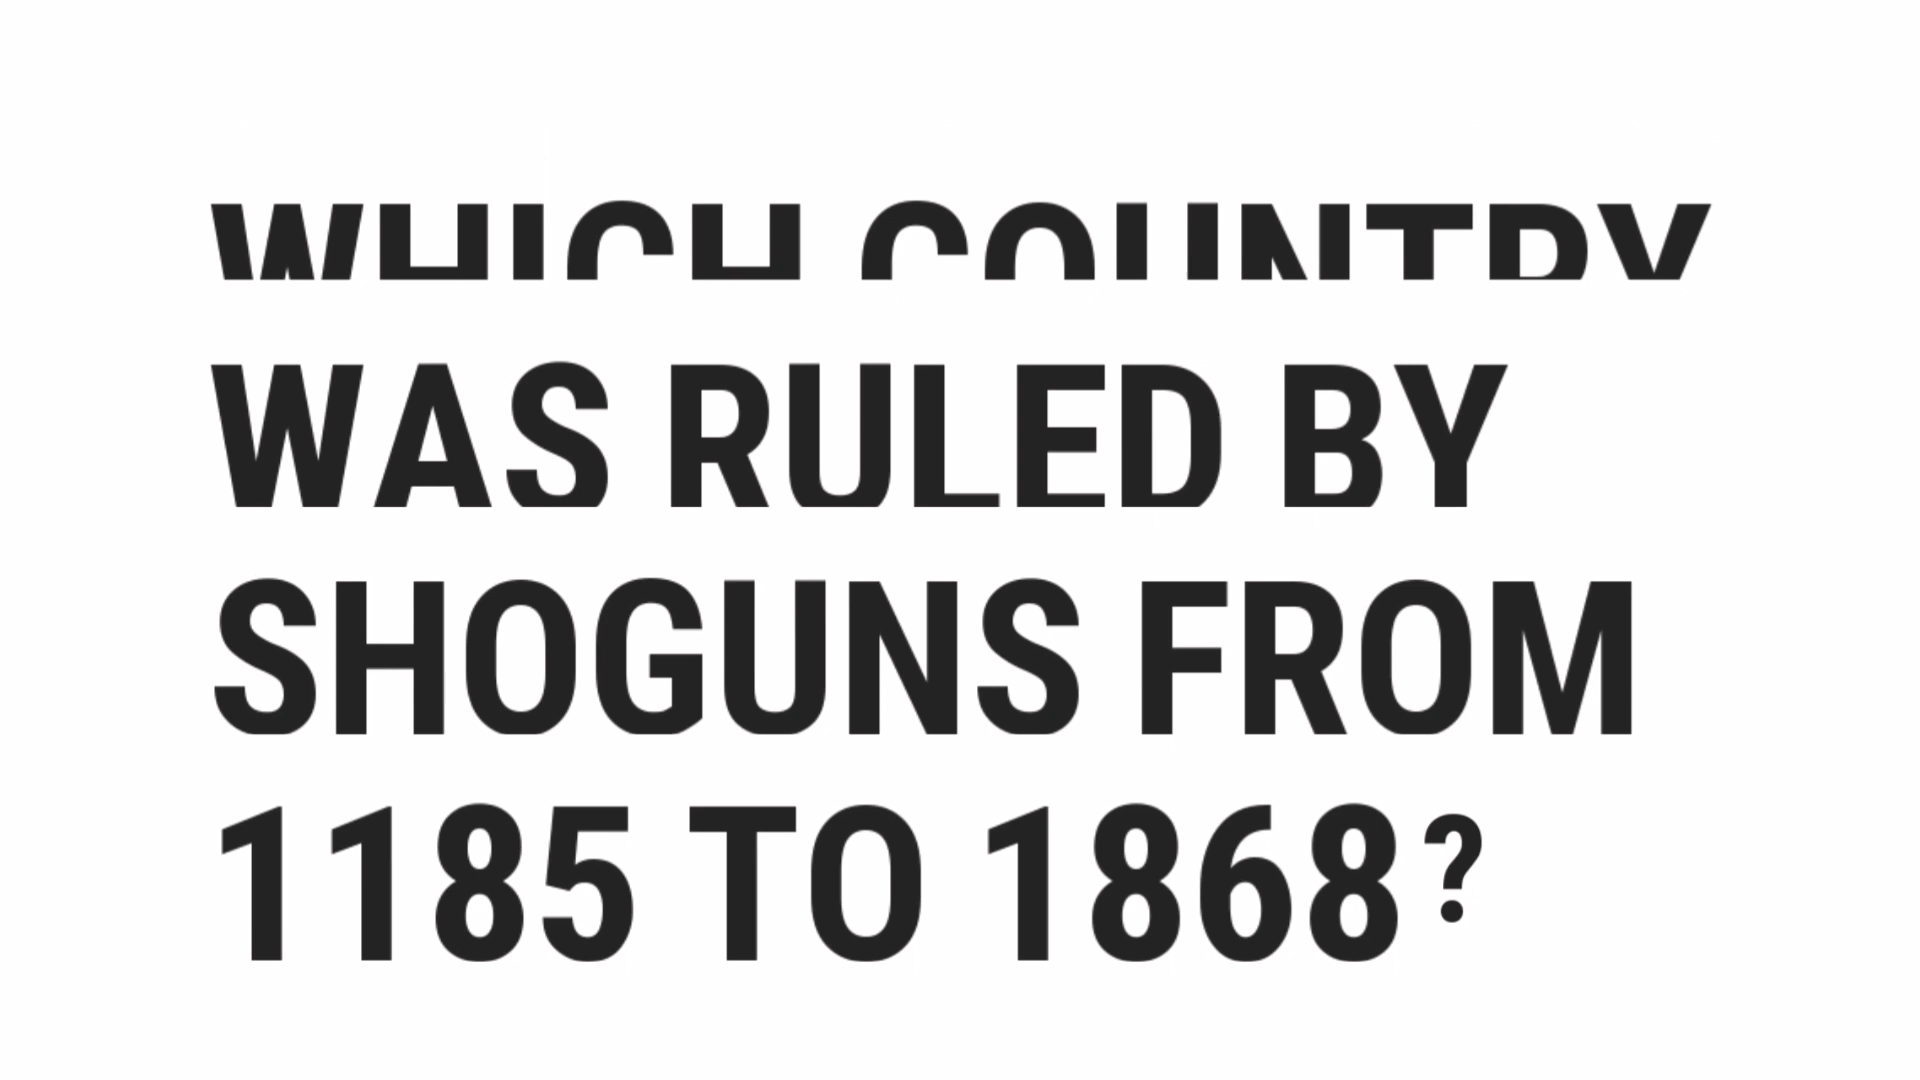 WHICH COUNTRY
WAS RULED BY
SHOGUNS FROM
1185 TO 1868?